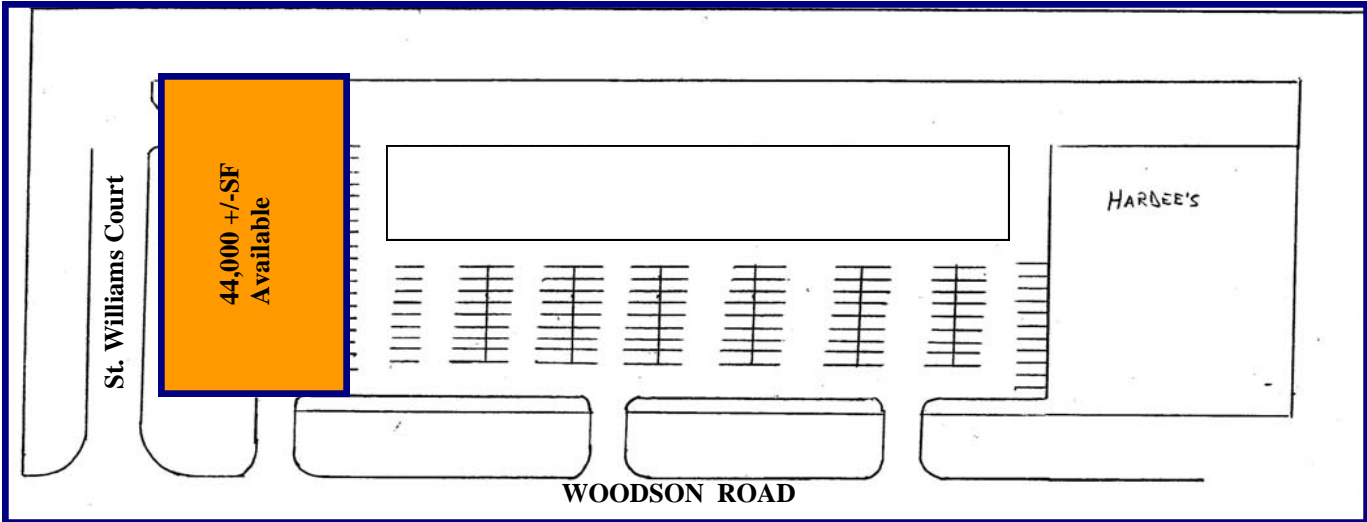 St. Williams Court
44,000 +/-SF
Available
HARDEE'S
WOODSON ROAD